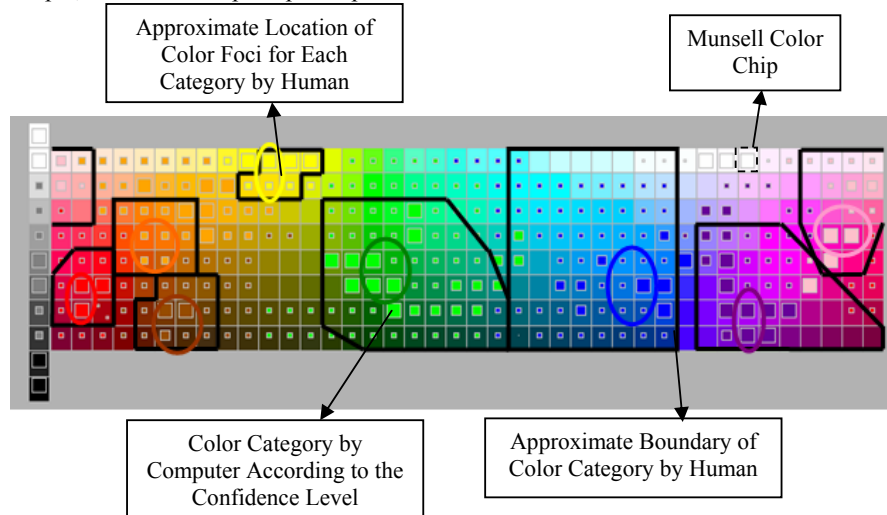 Approximate Location of
Color Foci for Each
Category by Human
Munsell Color
Chip
Color Category by
Computer According to the
Confidence Level
Approximate Boundary of
Color Category by Human